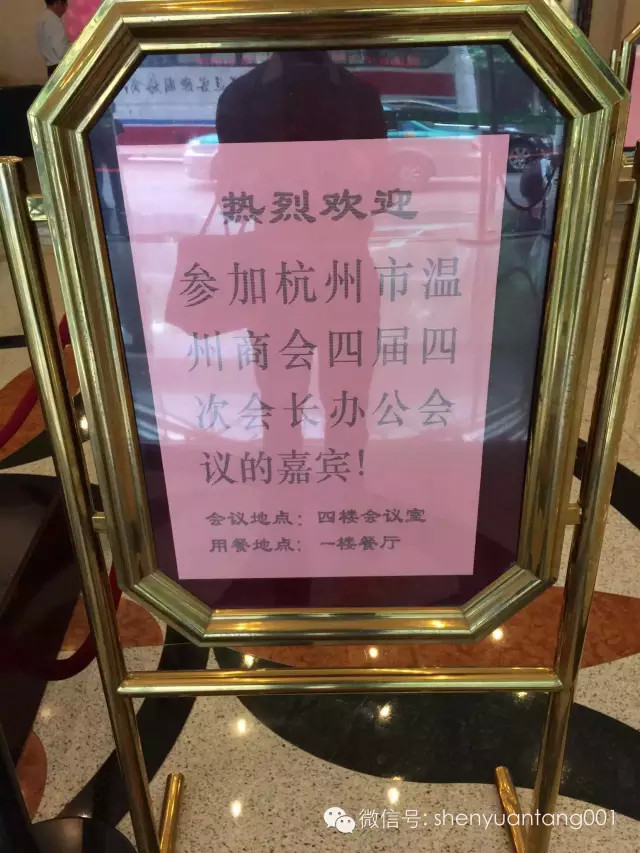 热烈欢迎
参加杭州市温
州商会四届四
次会长办公会
议的嘉宾！
会议地点：四楼会议室
用餐地点：一楼餐厅
微信号: shenyuantang001